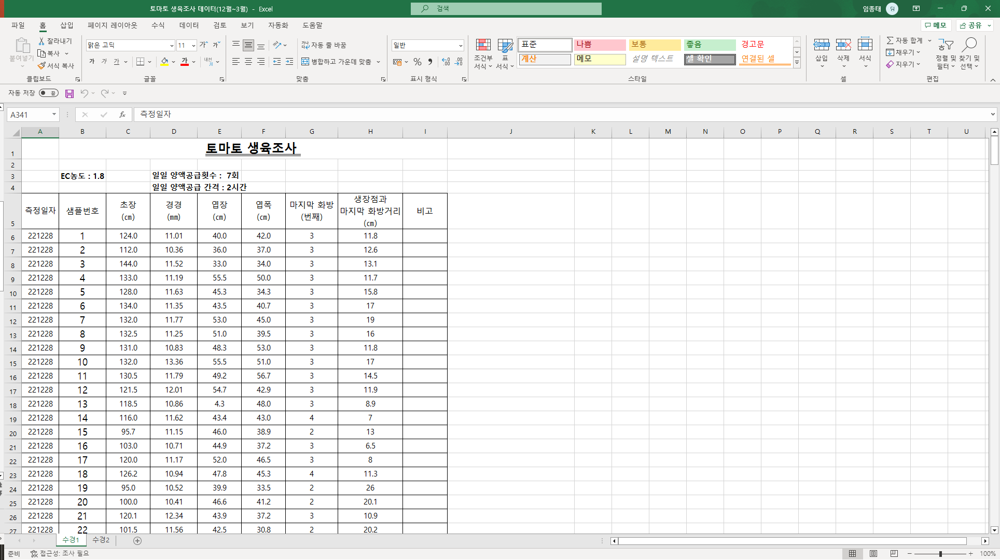 토마토 생육조사 데이터(12월~3월) - Excel
검색
임종태
파일 홈 삽입 페이지 레이아웃 수식 데이터 검토 보기 자동화 도움말
메모 공유
붙여넣기
잘라내기
복사
서식 복사
클립보드
맑은 고딕 11
글꼴
자동 줄 바꿈
병합하고 가운데 맞춤
맞춤
일반
표시 형식
조건부 서식
표 서식
표준 나쁨 보통 좋음 경고문
계산 메모 설명 텍스트 셀 확인 연결된 셀
스타일
삽입 삭제 서식
셀
자동 합계
채우기
지우기
정렬 및 필터
찾기 및 선택
편집
자동 저장 끔
A341 fx 측정일자
A B C D E F G H I J K L M N O P Q R S T U
1 토마토 생육조사
2
3 EC농도 : 1.8 일일 양액공급횟수 : 7회
4 일일 양액공급 간격 : 2시간
5 측정일자 샘플번호 초장 (㎝) 경경 (㎜) 엽장 (㎝) 엽폭 (㎝) 마지막 화방 (번째) 생장점과 마지막 화방거리 (㎝) 비고
6 221228 1 124.0 11.01 40.0 42.0 3 11.8
7 221228 2 112.0 10.36 36.0 37.0 3 12.6
8 221228 3 144.0 11.52 33.0 34.0 3 13.1
9 221228 4 133.0 11.19 55.5 50.0 3 11.7
10 221228 5 128.0 11.63 45.3 34.3 3 15.8
11 221228 6 134.0 11.35 43.5 40.7 3 17
12 221228 7 132.0 11.77 53.0 45.0 3 19
13 221228 8 132.5 11.25 51.0 39.5 3 16
14 221228 9 131.0 10.83 48.3 53.0 3 11.8
15 221228 10 132.0 13.36 55.5 51.0 3 17
16 221228 11 130.5 11.79 49.2 56.7 3 14.5
17 221228 12 121.5 12.01 54.7 42.9 3 11.9
18 221228 13 118.5 10.86 4.3 48.0 3 8.9
19 221228 14 116.0 11.62 43.4 43.0 4 7
20 221228 15 95.7 11.15 46.0 38.9 2 13
21 221228 16 103.0 10.71 44.9 37.2 3 6.5
22 221228 17 120.0 11.17 52.0 46.5 3 8
23 221228 18 126.2 10.94 47.8 45.3 4 11.3
24 221228 19 95.0 10.52 39.9 33.5 2 26
25 221228 20 100.0 10.41 46.6 41.2 2 20.1
26 221228 21 120.1 12.34 43.9 37.2 3 10.9
27 221228 22 101.5 11.56 42.5 30.8 2 20.2
수경1 수경2
준비 접근성: 조사 필요 100%